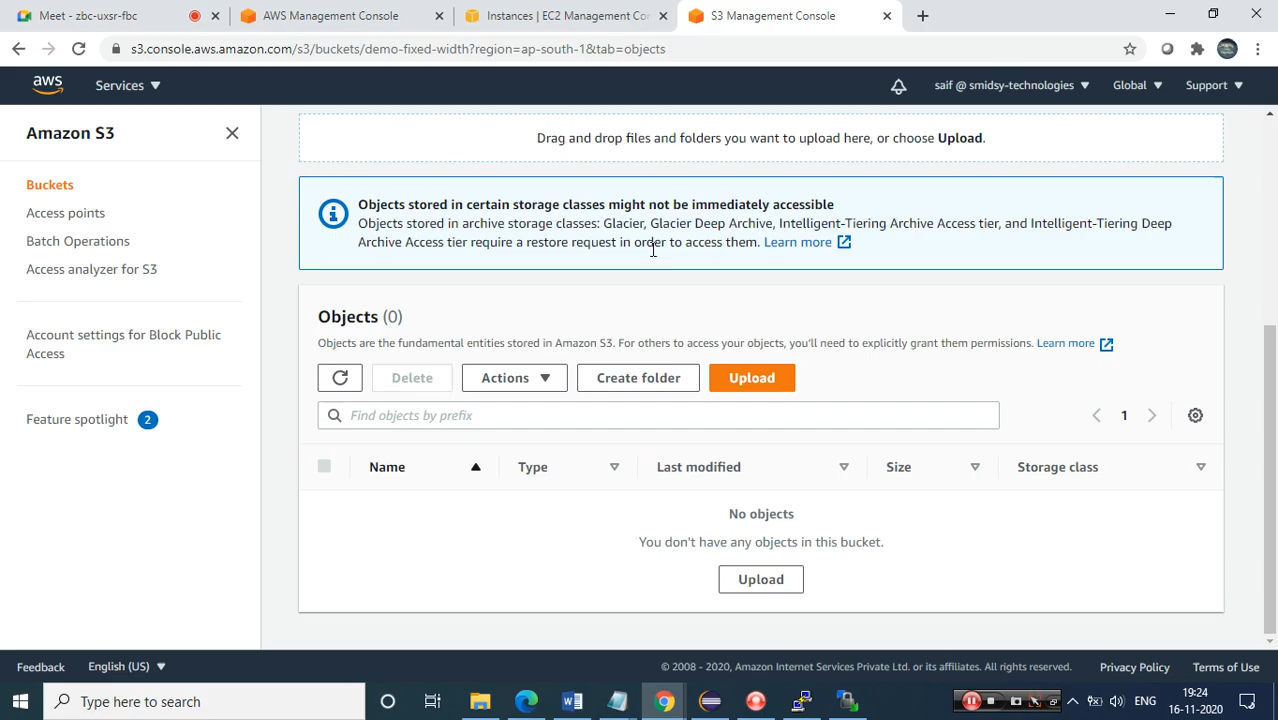 Meet - zbc-uxsr-fbc
AWS Management Console
Instances | EC2 Management Con
S3 Management Console
s3.console.aws.amazon.com/s3/buckets/demo-fixed-width?region=ap-south-1&tab=objects
aws
Services
saif @ smidsy-technologies
Global
Support
Amazon S3
Buckets
Access points
Batch Operations
Access analyzer for S3
Account settings for Block Public
Access
Feature spotlight 2
Drag and drop files and folders you want to upload here, or choose Upload.
Objects stored in certain storage classes might not be immediately accessible
Objects stored in archive storage classes: Glacier, Glacier Deep Archive, Intelligent-Tiering Archive Access tier, and Intelligent-Tiering Deep
Archive Access tier require a restore request in order to access them. Learn more
Objects (0)
Objects are the fundamental entities stored in Amazon S3. For others to access your objects, you'll need to explicitly grant them permissions. Learn more
Delete
Actions
Create folder
Upload
Find objects by prefix
1
Name
Type
Last modified
Size
Storage class
No objects
You don't have any objects in this bucket.
Upload
Feedback
English (US)
© 2008 - 2020, Amazon Internet Services Private Ltd. or its affiliates. All rights reserved.
Privacy Policy
Terms of Use
Type here to search
ENG
19:24
16-11-2020